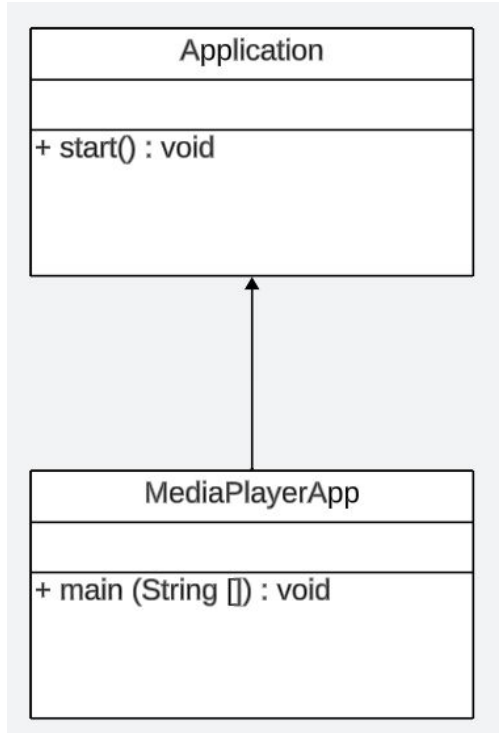 Application
+ start() : void
MediaPlayerApp
+ main (String []) : void